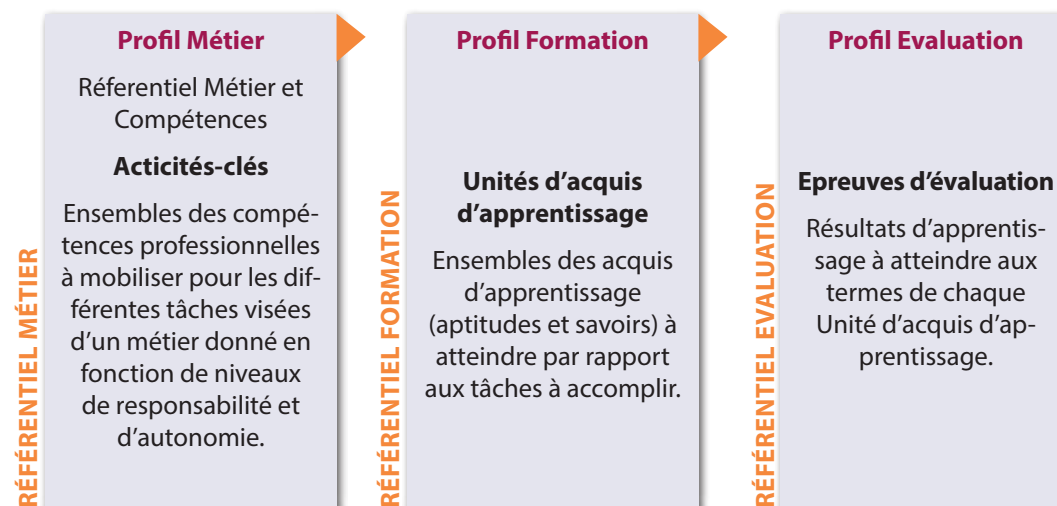 RÉFÉRENTIEL MÉTIER
Profil Métier
Réferentiel Métier et
Compétences
Acticités-clés
Ensembles des compé-
tences professionnelles
à mobiliser pour les dif-
férentes tâches visées
d’un métier donné en
fonction de niveaux
de responsabilité et
d’autonomie.
RÉFÉRENTIEL FORMATION
Profil Formation
Unités d’acquis
d’apprentissage
Ensembles des acquis
d’apprentissage
(aptitudes et savoirs) à
atteindre par rapport
aux tâches à accomplir.
RÉFÉRENTIEL EVALUATION
Profil Evaluation
Epreuves d’évaluation
Résultats d’apprentis-
sage à atteindre aux
termes de chaque
Unité d’acquis d’ap-
prentissage.